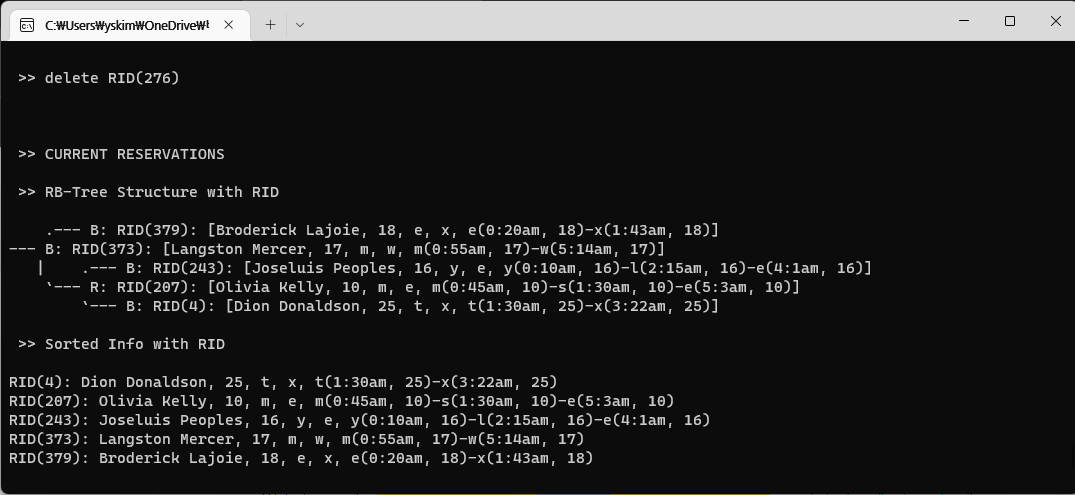 C:₩Users₩yskim₩OneDrive₩
>> delete RID(276)
>> CURRENT RESERVATIONS
>> RB-Tree Structure with RID
.--- B: RID(379): [Broderick Lajoie, 18, e, x, e(0:20am, 18)-x(1:43am, 18)]
--- B: RID(373): [Langston Mercer, 17, m, w, m(0:55am, 17)-w(5:14am, 17)]
|    .--- B: RID(243): [Joseluis Peoples, 16, y, e, y(0:10am, 16)-l(2:15am, 16)-e(4:1am, 16)]
`--- R: RID(207): [Olivia Kelly, 10, m, e, m(0:45am, 10)-s(1:30am, 10)-e(5:3am, 10)]
`--- B: RID(4): [Dion Donaldson, 25, t, x, t(1:30am, 25)-x(3:22am, 25)]
>> Sorted Info with RID
RID(4): Dion Donaldson, 25, t, x, t(1:30am, 25)-x(3:22am, 25)
RID(207): Olivia Kelly, 10, m, e, m(0:45am, 10)-s(1:30am, 10)-e(5:3am, 10)
RID(243): Joseluis Peoples, 16, y, e, y(0:10am, 16)-l(2:15am, 16)-e(4:1am, 16)
RID(373): Langston Mercer, 17, m, w, m(0:55am, 17)-w(5:14am, 17)
RID(379): Broderick Lajoie, 18, e, x, e(0:20am, 18)-x(1:43am, 18)